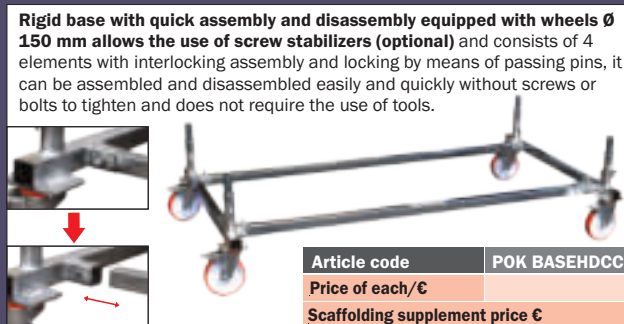 Rigid base with quick assembly and disassembly equipped with wheels Ø
150 mm allows the use of screw stabilizers (optional) and consists of 4
elements with interlocking assembly and locking by means of passing pins, it
can be assembled and disassembled easily and quickly without screws or
bolts to tighten and does not require the use of tools.
Article code POK BASEHDCC
Price of each/€
Scaffolding supplement price €